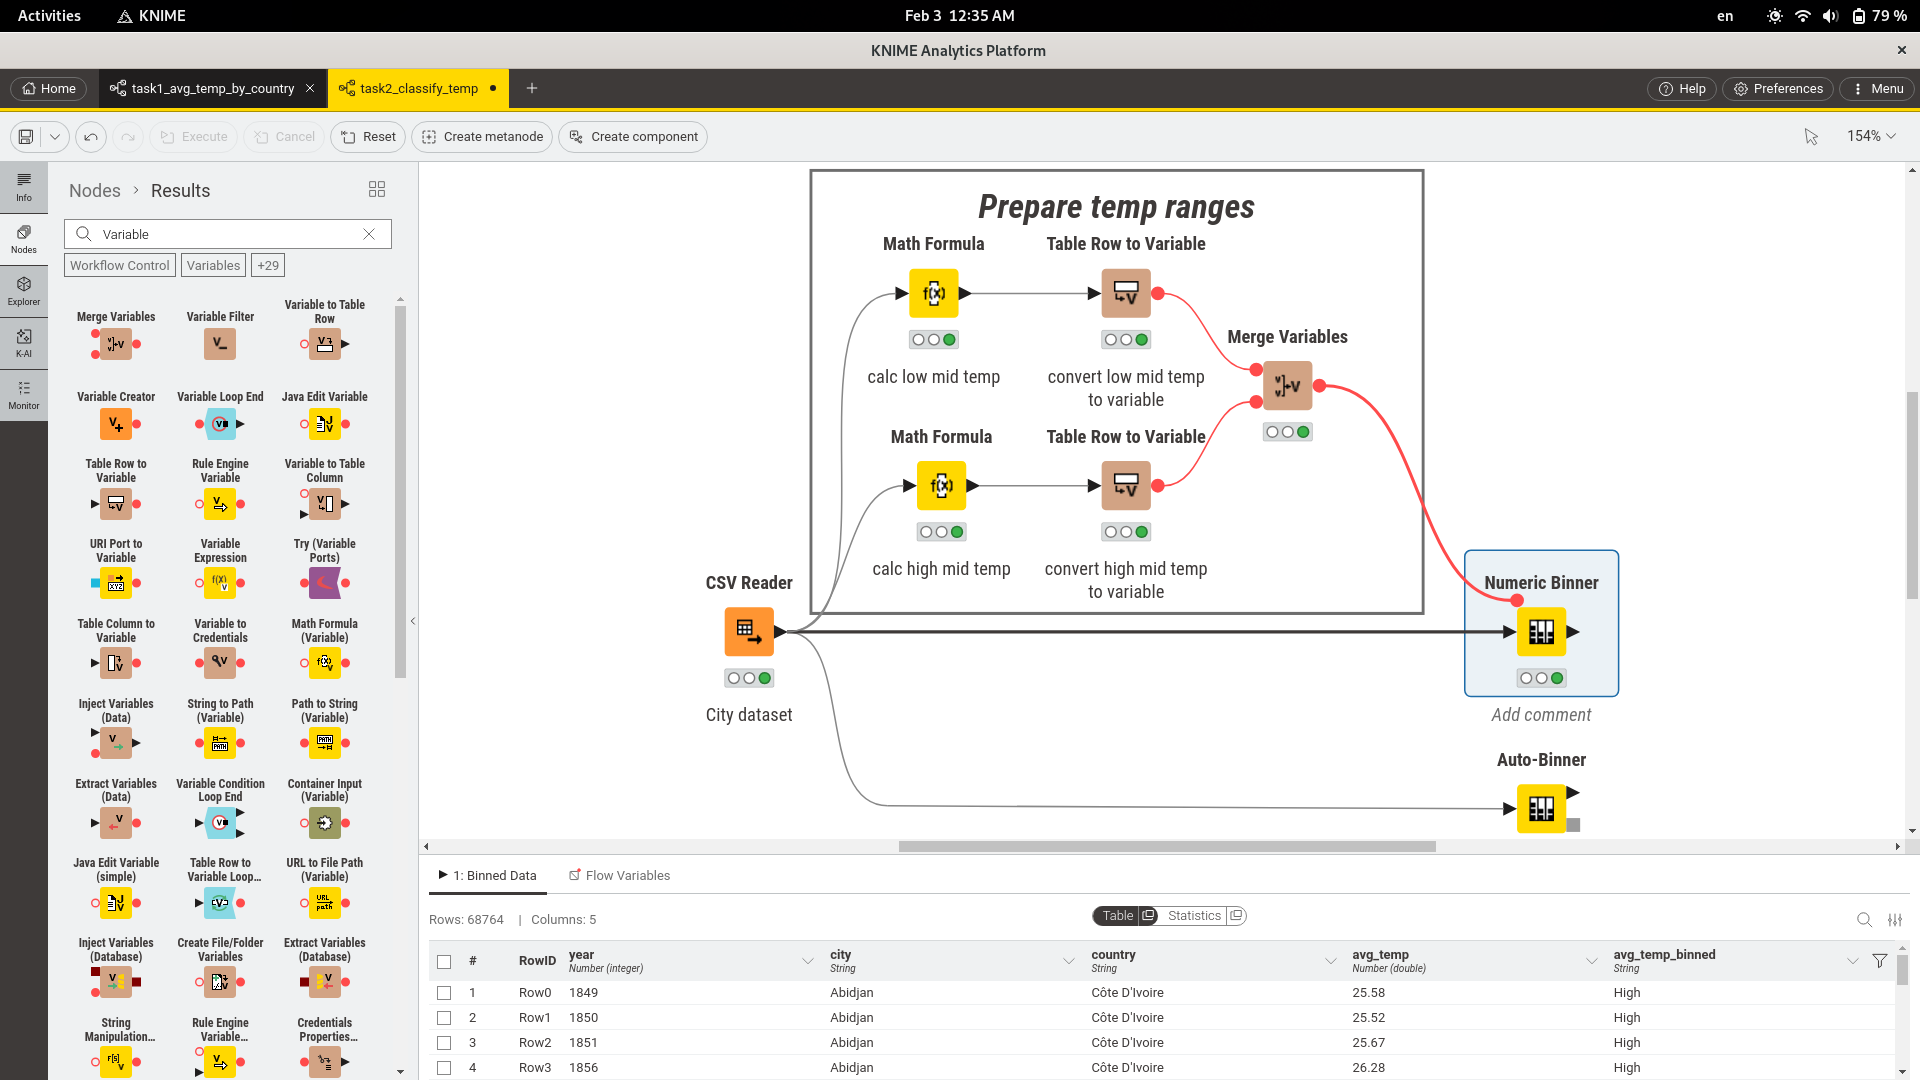 Activities
KNIME
Feb 3 12:35 AM
en
79 %
KNIME Analytics Platform
Home
task1_avg_temp_by_country
task2_classify_temp
Help
Preferences
Menu
Execute
Cancel
Reset
Create metanode
Create component
154%
Info
Nodes
Explorer
K-AI
Monitor
Nodes
Results
Variable
Workflow Control
Variables
+29
Merge Variables
Variable Filter
Variable to Table
Row
Variable Creator
Variable Loop End
Java Edit Variable
Table Row to
Variable
Rule Engine
Variable
Variable to Table
Column
URI Port to
Variable
Variable
Expression
Try (Variable
Ports)
Table Column to
Variable
Variable to
Credentials
Math Formula
(Variable)
Inject Variables
(Data)
String to Path
(Variable)
Path to String
(Variable)
Extract Variables
(Data)
Variable Condition
Loop End
Container Input
(Variable)
Java Edit Variable
(simple)
Table Row to
Variable Loop...
URL to File Path
(Variable)
Inject Variables
(Database)
Create File/Folder
Variables
Extract Variables
(Database)
String
Manipulation...
Rule Engine
Variable...
Credentials
Properties...
Prepare temp ranges
Math Formula
Table Row to Variable
calc low mid temp
convert low mid temp
to variable
Merge Variables
Math Formula
Table Row to Variable
calc high mid temp
convert high mid temp
to variable
CSV Reader
City dataset
Numeric Binner
Add comment
Auto-Binner
1: Binned Data
Flow Variables
Rows: 68764 | Columns: 5
Table
Statistics
# RowID year city country avg_temp avg_temp_binned
Number (integer) String String Number (double) String
1 Row0 1849 Abidjan Côte D'Ivoire 25.58 High
2 Row1 1850 Abidjan Côte D'Ivoire 25.52 High
3 Row2 1851 Abidjan Côte D'Ivoire 25.67 High
4 Row3 1856 Abidjan Côte D'Ivoire 26.28 High